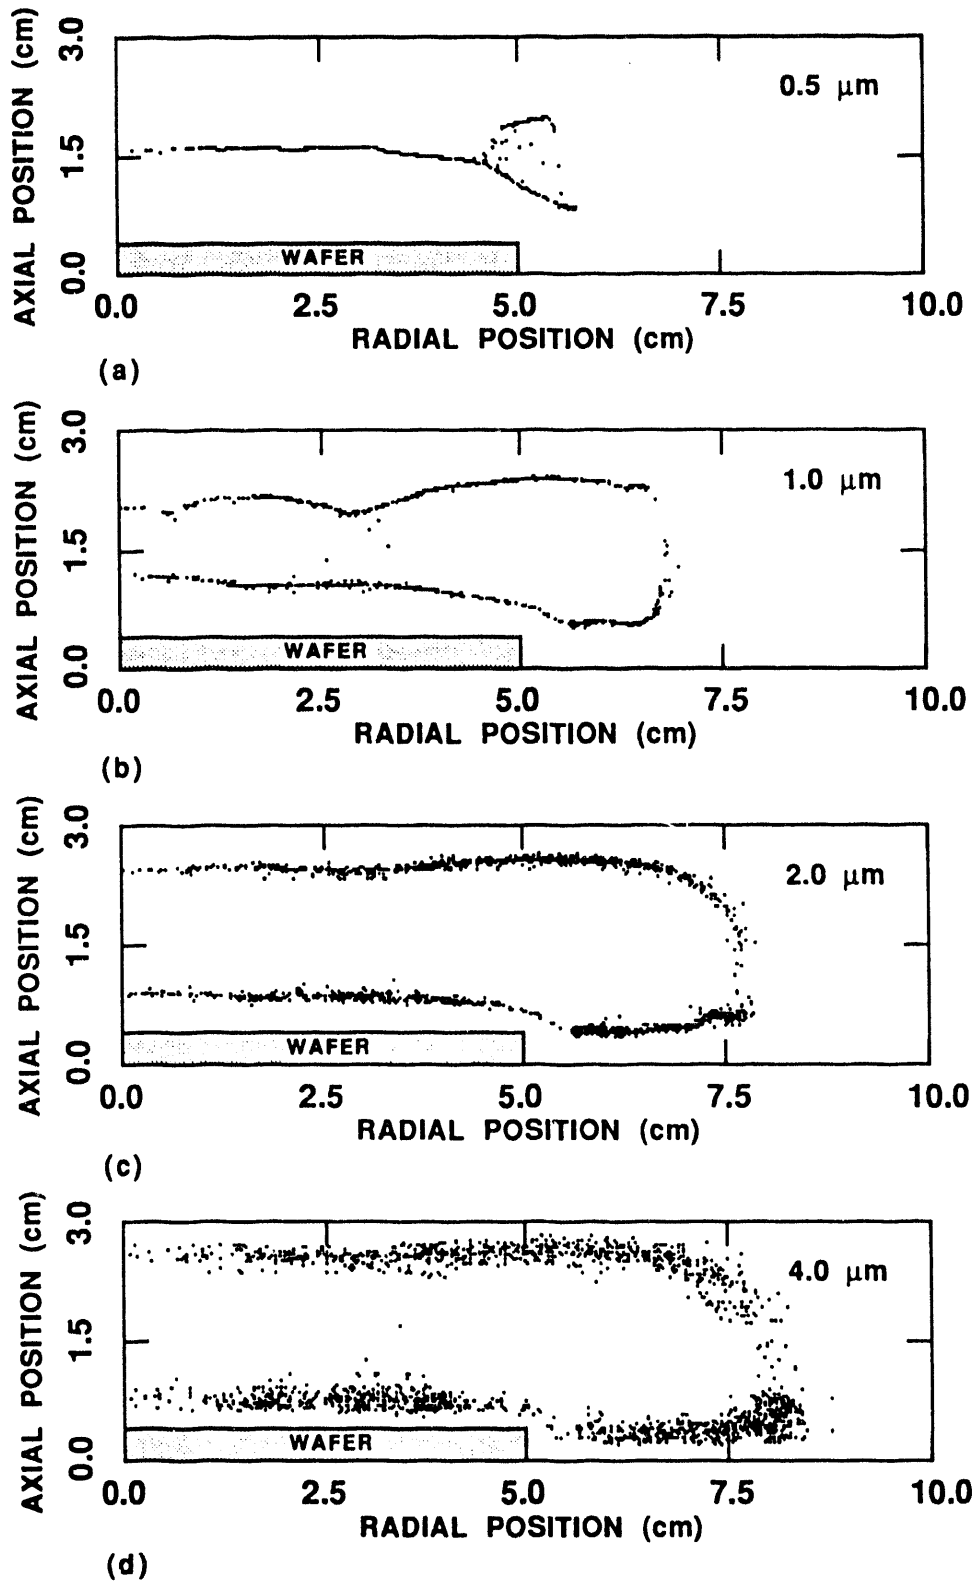 AXIAL POSITION (cm)
3.0
1.5
0.0
0.5 µm
WAFER
0.0 2.5 5.0 7.5 10.0
RADIAL POSITION (cm)
(a)
AXIAL POSITION (cm)
3.0
1.5
0.0
1.0 µm
WAFER
0.0 2.5 5.0 7.5 10.0
RADIAL POSITION (cm)
(b)
AXIAL POSITION (cm)
3.0
1.5
0.0
2.0 µm
WAFER
0.0 2.5 5.0 7.5 10.0
RADIAL POSITION (cm)
(c)
AXIAL POSITION (cm)
3.0
1.5
0.0
4.0 µm
WAFER
0.0 2.5 5.0 7.5 10.0
RADIAL POSITION (cm)
(d)